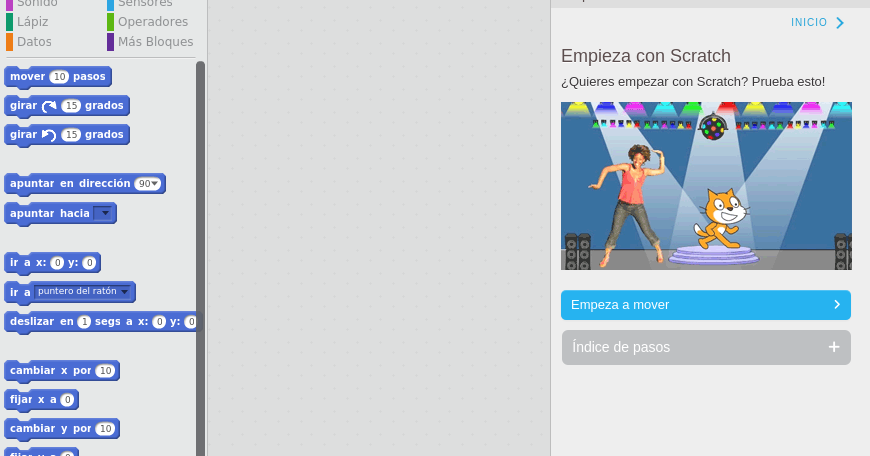 Sonido
Sensores
Lápiz
Operadores
Datos
Más Bloques
mover 10 pasos
girar 15 grados
girar 15 grados
apuntar en dirección 90
apuntar hacia
ir a x: 0 y: 0
ir a puntero del ratón
deslizar en 1 segs a x: 0 y: 0
cambiar x por 10
fijar x a 0
cambiar y por 10
fijar y a 0
INICIO
Empieza con Scratch
¿Quieres empezar con Scratch? Prueba esto!
Empeza a mover
Índice de pasos